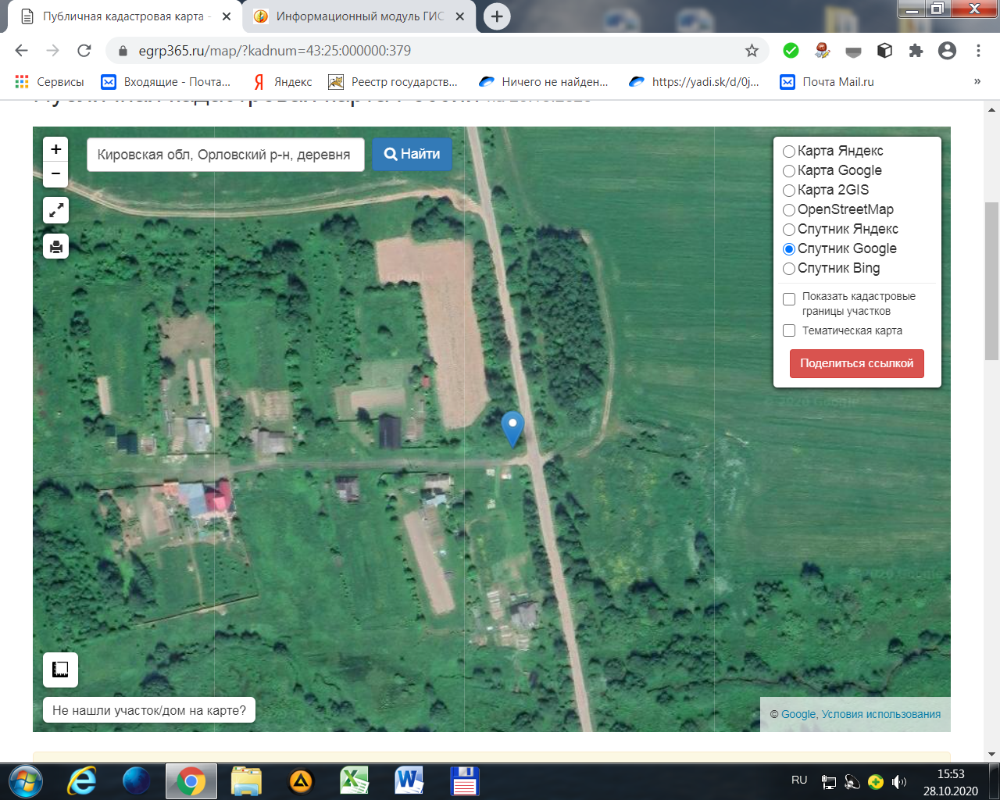 Публичная кадастровая карта -
Информационный модуль ГИС
egrp365.ru/map/?kadnum=43:25:000000:379
Сервисы
Входящие - Почта...
Яндекс
Реестр государств...
Ничего не найден...
https://yadi.sk/d/0j...
Почта Mail.ru
»
+
−
Кировская обл, Орловский р-н, деревня
Найти
Карта Яндекс
Карта Google
Карта 2GIS
OpenStreetMap
Спутник Яндекс
Спутник Google
Спутник Bing
Показать кадастровые
границы участков
Тематическая карта
Поделиться ссылкой
Не нашли участок/дом на карте?
© Google, Условия использования
RU
15:53
28.10.2020